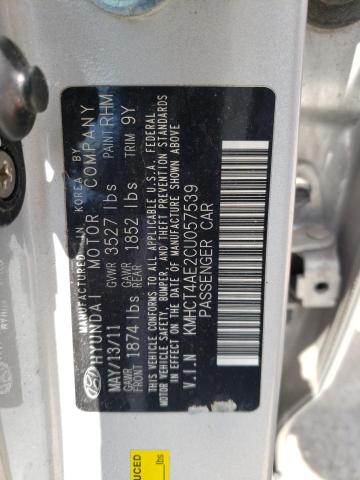 MANUFACTURED IN KOREA BY
HYUNDAI MOTOR COMPANY
MAY/13/11 GVWR 3527 lbs PAINT RHM
GAWR FRONT 1874 lbs GAWR REAR 1852 lbs TRIM 9Y
THIS VEHICLE CONFORMS TO ALL APPLICABLE U.S.A. FEDERAL
MOTOR VEHICLE SAFETY, BUMPER, AND THEFT PREVENTION
STANDARDS IN EFFECT ON THE DATE OF MANUFACTURE SHOWN ABOVE
V.I.N KMHCT4AE2CU057539
PASSENGER CAR
UCED
lbs